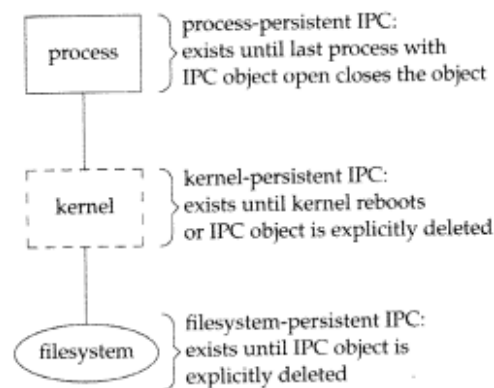 process
process-persistent IPC:
exists until last process with
IPC object open closes the object
kernel
kernel-persistent IPC:
exists until kernel reboots
or IPC object is explicitly deleted
filesystem
filesystem-persistent IPC:
exists until IPC object is
explicitly deleted